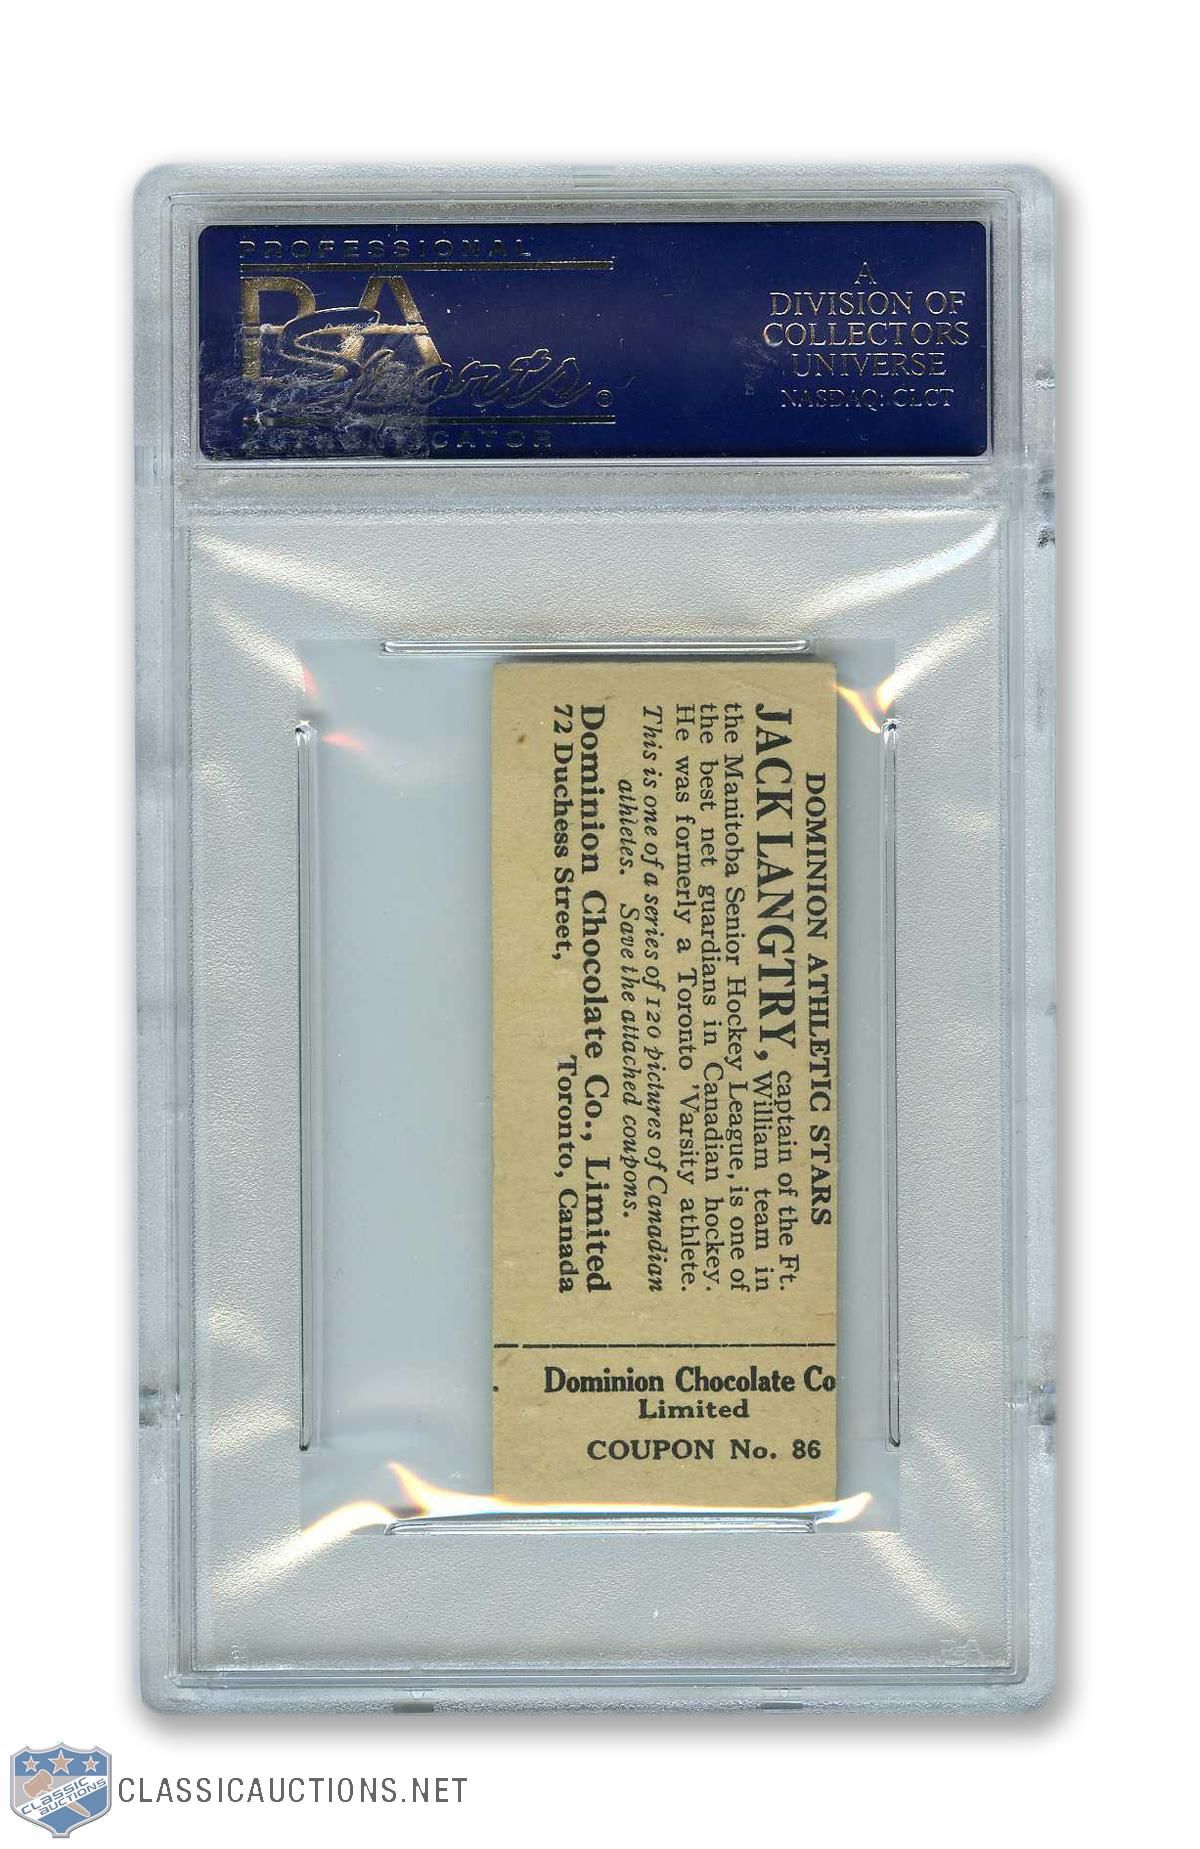 PROFESSIONAL
PSA
Sports ®
AUTHENTICATOR
A
DIVISION OF
COLLECTORS
UNIVERSE
NASDAQ: CLCT
DOMINION ATHLETIC STARS
JACK LANGTRY, captain of the Ft.
William team in
the Manitoba Senior Hockey League, is one of
the best net guardians in Canadian hockey.
He was formerly a Toronto 'Varsity athlete.
This is one of a series of 120 pictures of Canadian
athletes. Save the attached coupons.
Dominion Chocolate Co., Limited
72 Duchess Street, Toronto, Canada
. Dominion Chocolate Co
Limited
COUPON No. 86
PSA
CLASSIC
AUCTIONS
CLASSICAUCTIONS.NET